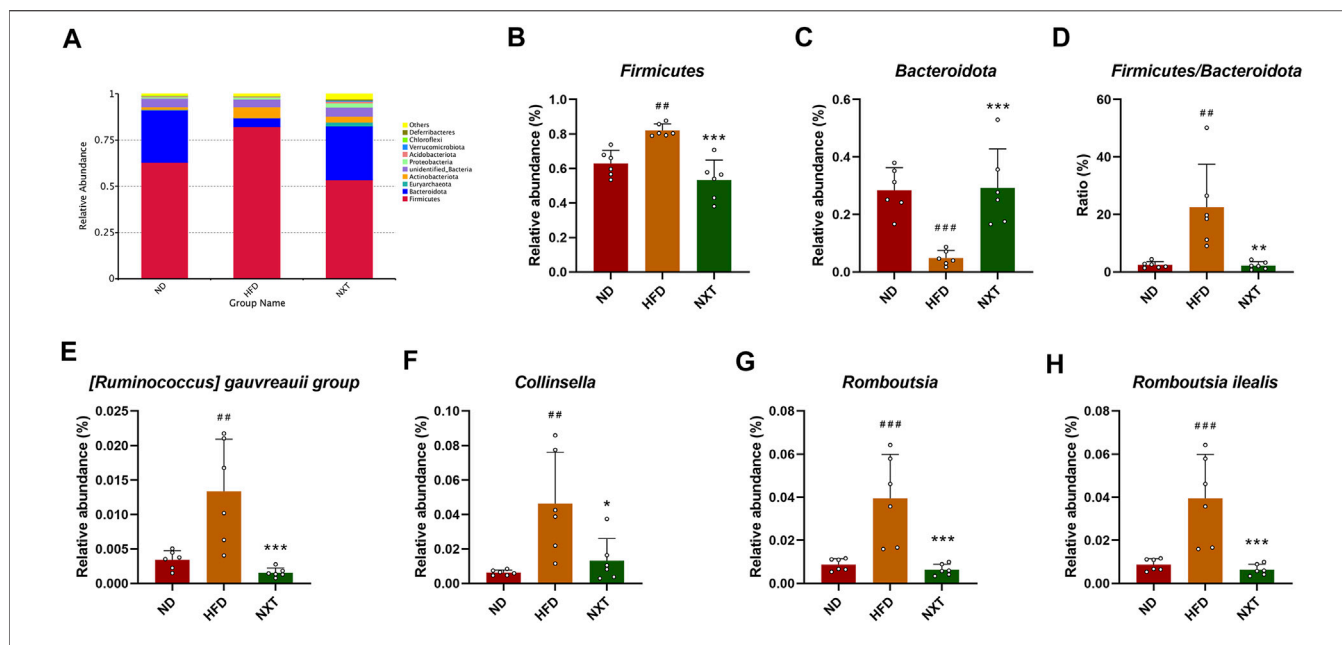 A
Relative Abundance
1
0.75
0.5
0.25
0
ND
HFD
NXT
Group Name
Others
Deferribacteres
Chloroflexi
Verrucomicrobiota
Acidobacteriota
Proteobacteria
unidentified_Bacteria
Actinobacteriota
Euryarchaeota
Bacteroidota
Firmicutes
B
Firmicutes
Relative abundance (%)
1.0
0.8
0.6
0.4
0.2
0.0
##
***
ND
HFD
NXT
C
Bacteroidota
Relative abundance (%)
0.6
0.4
0.2
0.0
###
***
ND
HFD
NXT
D
Firmicutes/Bacteroidota
Ratio (%)
60
40
20
0
##
**
ND
HFD
NXT
E
[Ruminococcus] gauvreauii group
Relative abundance (%)
0.025
0.020
0.015
0.010
0.005
0.000
##
***
ND
HFD
NXT
F
Collinsella
Relative abundance (%)
0.10
0.08
0.06
0.04
0.02
0.00
##
*
ND
HFD
NXT
G
Romboutsia
Relative abundance (%)
0.08
0.06
0.04
0.02
0.00
###
***
ND
HFD
NXT
H
Romboutsia ilealis
Relative abundance (%)
0.08
0.06
0.04
0.02
0.00
###
***
ND
HFD
NXT